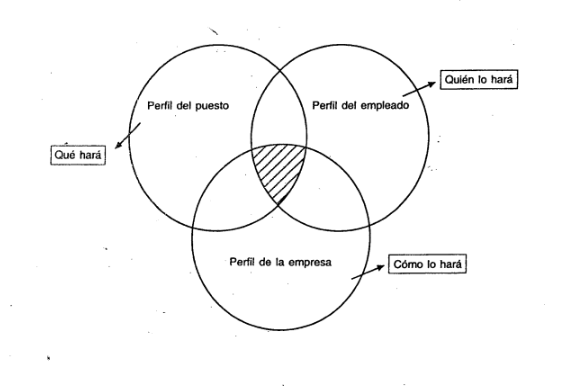 Quién lo hará
Perfil del puesto
Perfil del empleado
Qué hará
Perfil de la empresa
Cómo lo hará